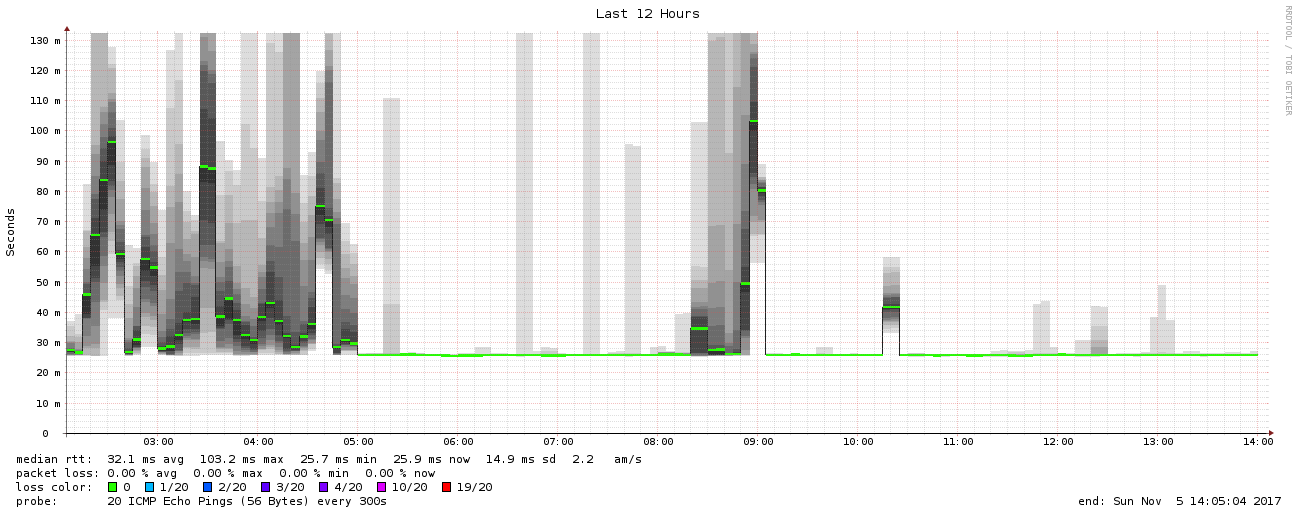 Last 12 Hours
RRDTOOL / TOBI OETIKER
Seconds
130 m
120 m
110 m
100 m
90 m
80 m
70 m
60 m
50 m
40 m
30 m
20 m
10 m
0
03:00 04:00 05:00 06:00 07:00 08:00 09:00 10:00 11:00 12:00 13:00 14:00
median rtt: 32.1 ms avg 103.2 ms max 25.7 ms min 25.9 ms now 14.9 ms sd 2.2 am/s
packet loss: 0.00 % avg 0.00 % max 0.00 % min 0.00 % now
loss color: 0 1/20 2/20 3/20 4/20 10/20 19/20
probe: 20 ICMP Echo Pings (56 Bytes) every 300s end: Sun Nov 5 14:05:04 2017